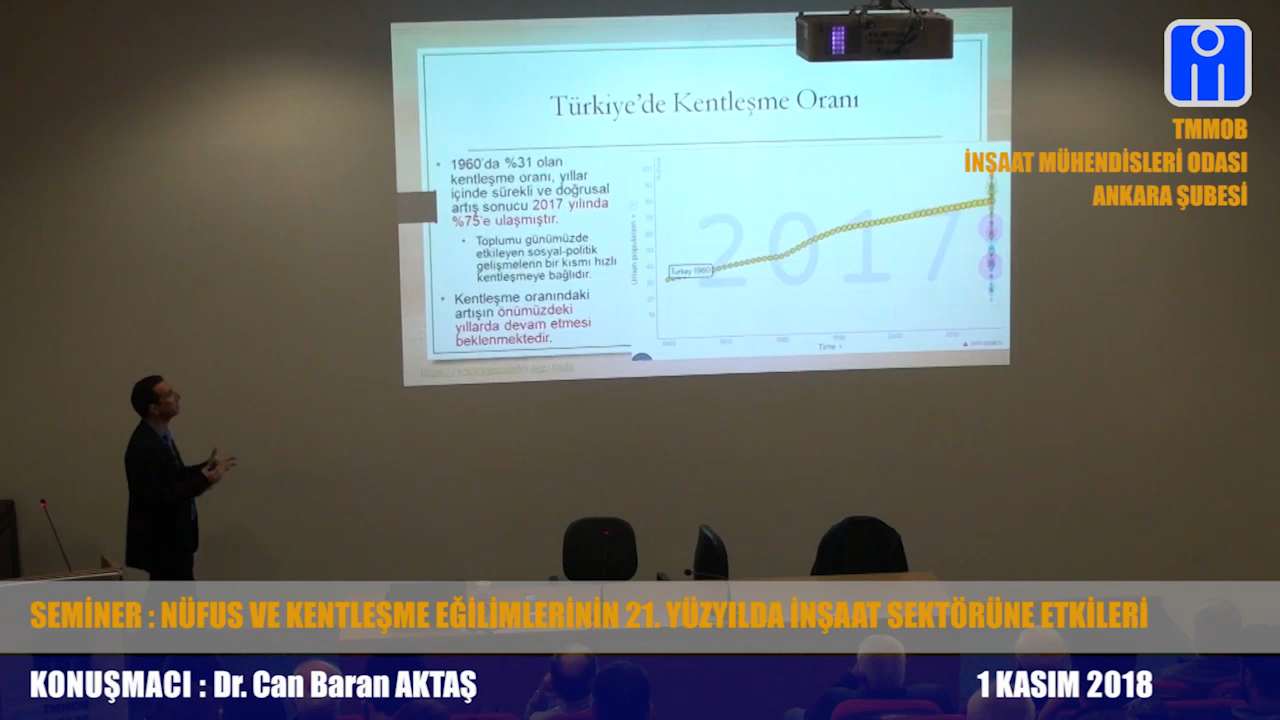 TMMOB
İNŞAAT MÜHENDİSLERİ ODASI
ANKARA ŞUBESİ
Türkiye'de Kentleşme Oranı
• 1960'da %31 olan
kentleşme oranı, yıllar
içinde sürekli ve doğrusal
artış sonucu 2017 yılında
%75'e ulaşmıştır.
• Toplumu günümüzde
etkileyen sosyal-politik
gelişmelerin bir kısmı hızlı
kentleşmeye bağlıdır.
• Kentleşme oranındaki
artışın önümüzdeki
yıllarda devam etmesi
beklenmektedir.
2017
Turkey 1960
Urban population
Time
SEMİNER : NÜFUS VE KENTLEŞME EĞİLİMLERİNİN 21. YÜZYILDA İNŞAAT SEKTÖRÜNE ETKİLERİ
KONUŞMACI : Dr. Can Baran AKTAŞ
1 KASIM 2018